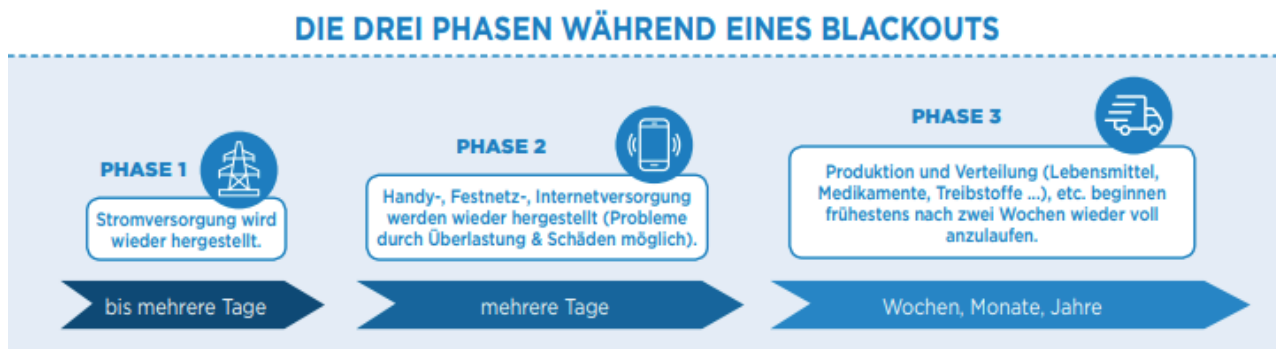 DIE DREI PHASEN WÄHREND EINES BLACKOUTS
PHASE 1
Stromversorgung wird
wieder hergestellt.
bis mehrere Tage
PHASE 2
Handy-, Festnetz-, Internetversorgung
werden wieder hergestellt (Probleme
durch Überlastung & Schäden möglich).
mehrere Tage
PHASE 3
Produktion und Verteilung (Lebensmittel,
Medikamente, Treibstoffe ...), etc. beginnen
frühestens nach zwei Wochen wieder voll
anzulaufen.
Wochen, Monate, Jahre